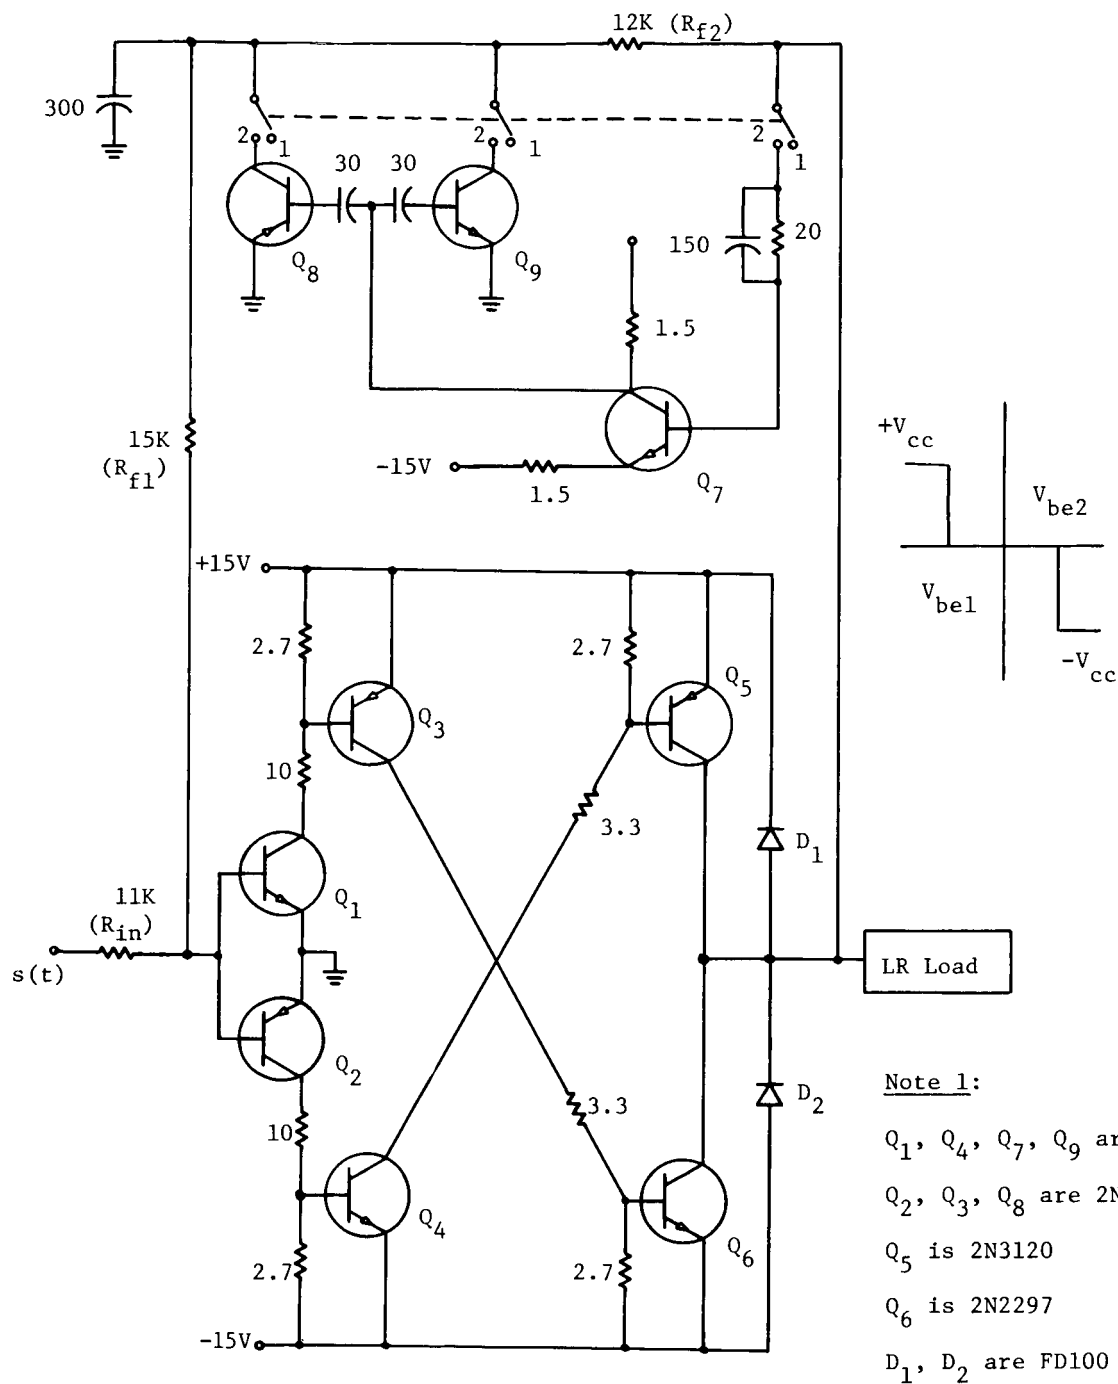 12K (Rf2)
300
2
1
2
1
2
1
30
30
150
20
Q8
Q9
1.5
15K
(Rf1)
-15V
1.5
Q7
+Vcc
Vbe2
Vbe1
-Vcc
+15V
2.7
2.7
Q3
Q5
10
3.3
D1
11K
(Rin)
Q1
s(t)
LR Load
Q2
10
3.3
D2
Q4
Q6
2.7
2.7
-15V
Note 1:
Q1, Q4, Q7, Q9 ar
Q2, Q3, Q8 are 2N
Q5 is 2N3120
Q6 is 2N2297
D1, D2 are FD100